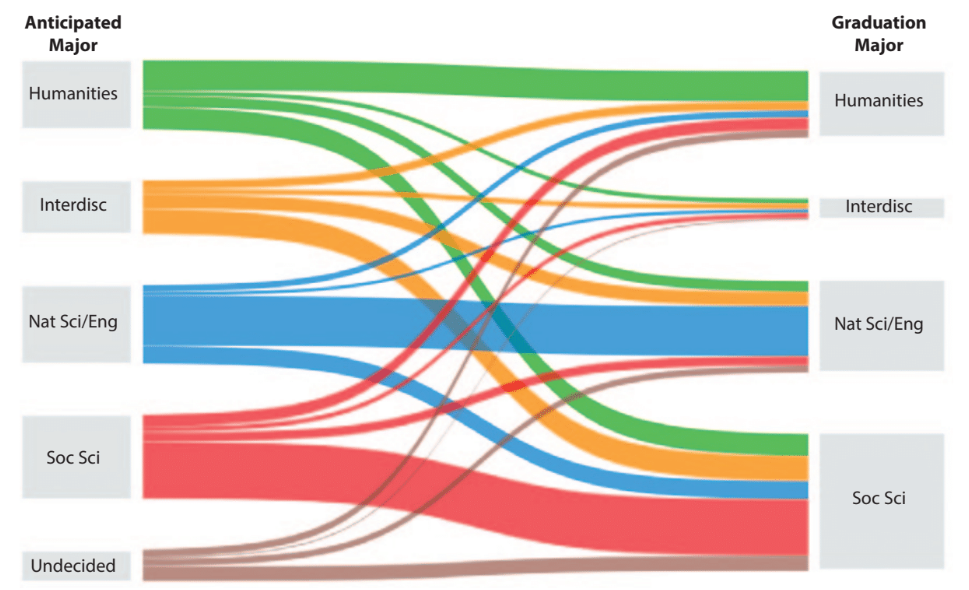 Anticipated
Major
Graduation
Major
Humanities
Humanities
Interdisc
Interdisc
Nat Sci/Eng
Nat Sci/Eng
Soc Sci
Soc Sci
Undecided